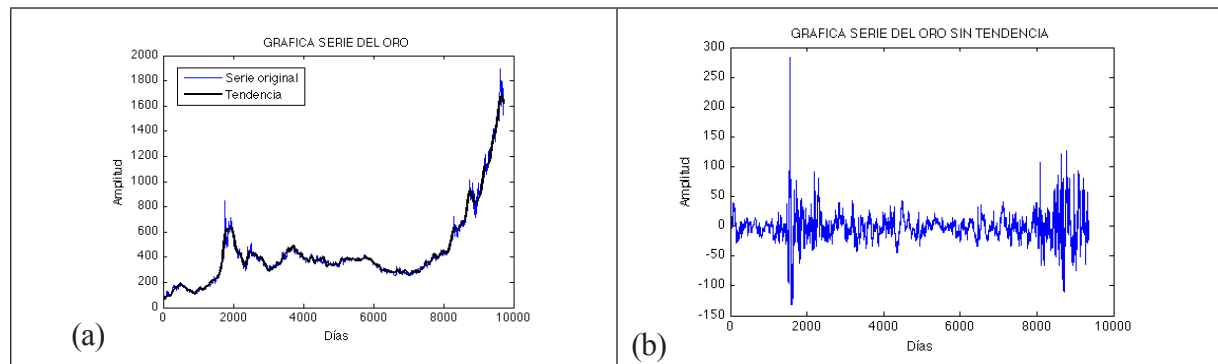 GRAFICA SERIE DEL ORO
Serie original
Tendencia
Amplitud
2000
1800
1600
1400
1200
1000
800
600
400
200
0
0 2000 4000 6000 8000 10000
Días
(a)
GRAFICA SERIE DEL ORO SIN TENDENCIA
Amplitud
300
250
200
150
100
50
0
-50
-100
-150
0 2000 4000 6000 8000 10000
Días
(b)